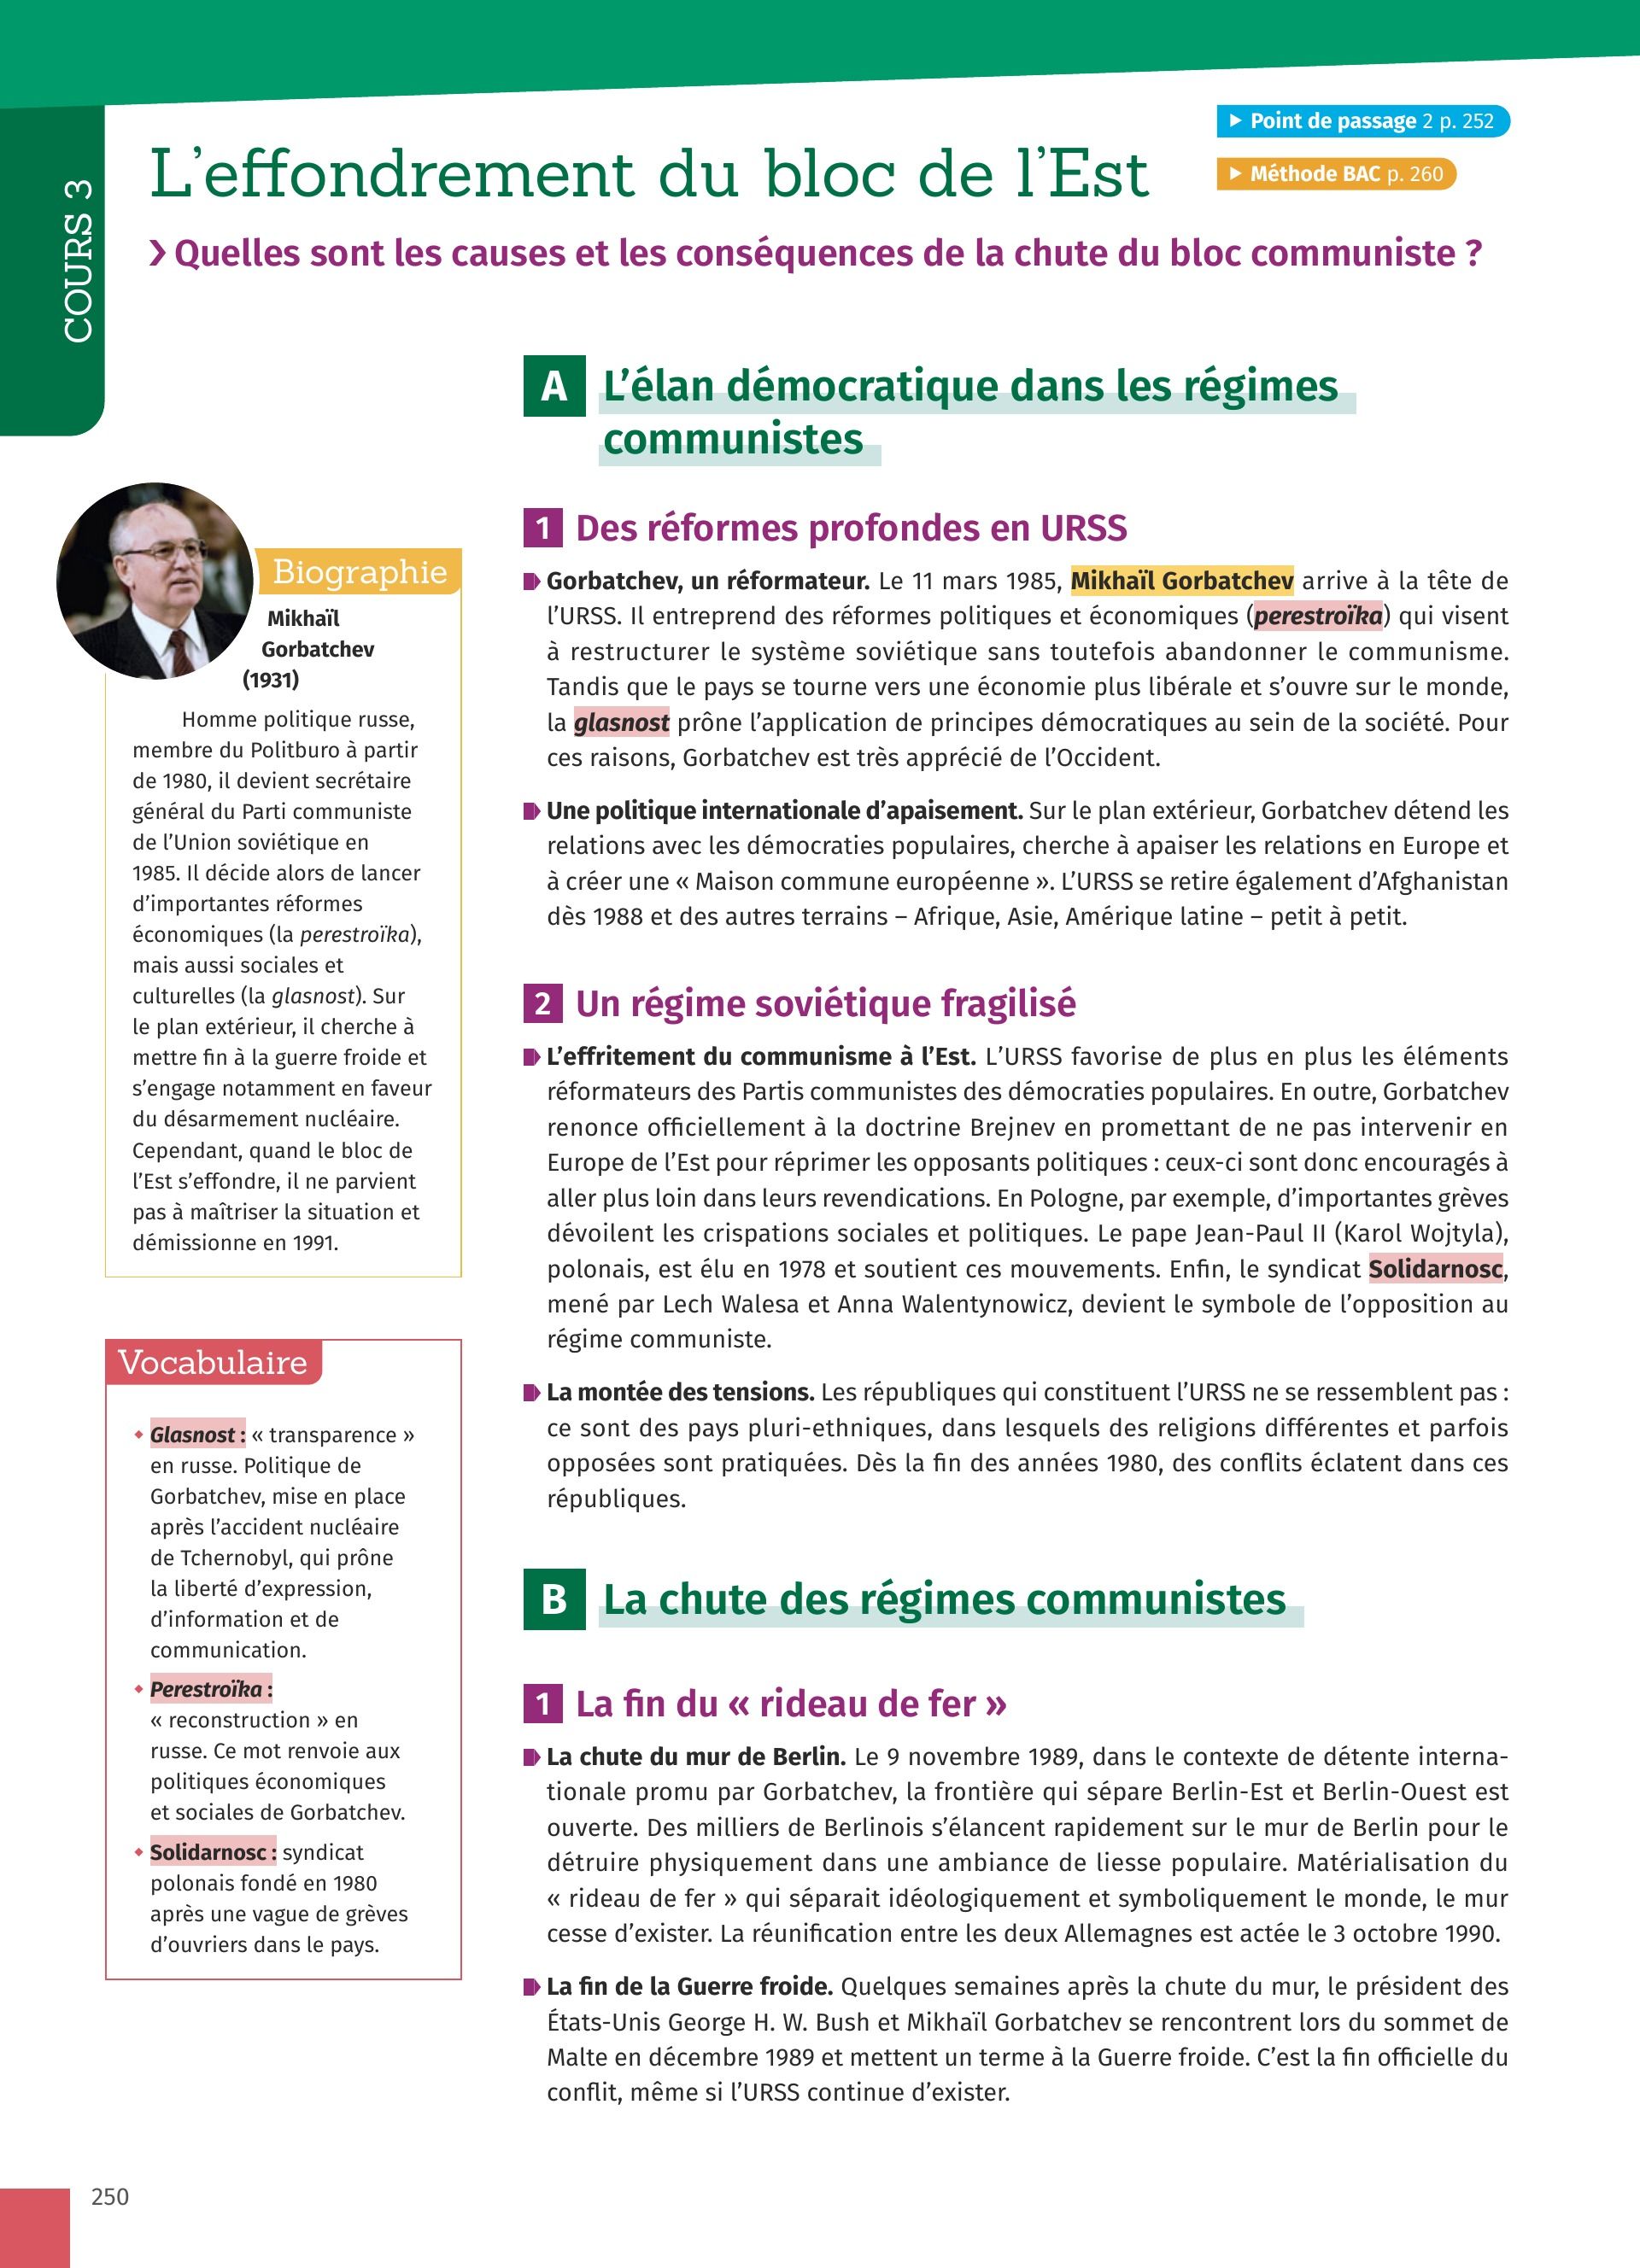 COURS 3
L'effondrement du bloc de l'Est
Point de passage 2 p. 252
Méthode BAC p. 260
Quelles sont les causes et les conséquences de la chute du bloc communiste ?
Biographie
Mikhaïl
Gorbatchev
(1931)
Homme politique russe,
membre du Politburo à partir
de 1980, il devient secrétaire
général du Parti communiste
de l'Union soviétique en
1985. Il décide alors de lancer
d'importantes réformes
économiques (la perestroïka),
mais aussi sociales et
culturelles (la glasnost). Sur
le plan extérieur, il cherche à
mettre fin à la guerre froide et
s'engage notamment en faveur
du désarmement nucléaire.
Cependant, quand le bloc de
l'Est s'effondre, il ne parvient
pas à maîtriser la situation et
démissionne en 1991.
Vocabulaire
Glasnost : « transparence »
en russe. Politique de
Gorbatchev, mise en place
après l'accident nucléaire
de Tchernobyl, qui prône
la liberté d'expression,
d'information et de
communication.
Perestroïka :
« reconstruction » en
russe. Ce mot renvoie aux
politiques économiques
et sociales de Gorbatchev.
Solidarnosc : syndicat
polonais fondé en 1980
après une vague de grèves
d'ouvriers dans le pays.
A L'élan démocratique dans les régimes
communistes
1 Des réformes profondes en URSS
Gorbatchev, un réformateur. Le 11 mars 1985, Mikhaïl Gorbatchev arrive à la tête de
l'URSS. Il entreprend des réformes politiques et économiques (perestroïka) qui visent
à restructurer le système soviétique sans toutefois abandonner le communisme.
Tandis que le pays se tourne vers une économie plus libérale et s'ouvre sur le monde,
la glasnost prône l'application de principes démocratiques au sein de la société. Pour
ces raisons, Gorbatchev est très apprécié de l'Occident.
Une politique internationale d'apaisement. Sur le plan extérieur, Gorbatchev détend les
relations avec les démocraties populaires, cherche à apaiser les relations en Europe et
à créer une « Maison commune européenne ». L'URSS se retire également d'Afghanistan
dès 1988 et des autres terrains – Afrique, Asie, Amérique latine – petit à petit.
2 Un régime soviétique fragilisé
L'effritement du communisme à l'Est. L'URSS favorise de plus en plus les éléments
réformateurs des Partis communistes des démocraties populaires. En outre, Gorbatchev
renonce officiellement à la doctrine Brejnev en promettant de ne pas intervenir en
Europe de l'Est pour réprimer les opposants politiques : ceux-ci sont donc encouragés à
aller plus loin dans leurs revendications. En Pologne, par exemple, d'importantes grèves
dévoilent les crispations sociales et politiques. Le pape Jean-Paul II (Karol Wojtyla),
polonais, est élu en 1978 et soutient ces mouvements. Enfin, le syndicat Solidarnosc,
mené par Lech Walesa et Anna Walentynowicz, devient le symbole de l'opposition au
régime communiste.
La montée des tensions. Les républiques qui constituent l'URSS ne se ressemblent pas :
ce sont des pays pluri-ethniques, dans lesquels des religions différentes et parfois
opposées sont pratiquées. Dès la fin des années 1980, des conflits éclatent dans ces
républiques.
B La chute des régimes communistes
1 La fin du « rideau de fer »
La chute du mur de Berlin. Le 9 novembre 1989, dans le contexte de détente interna-
tionale promu par Gorbatchev, la frontière qui sépare Berlin-Est et Berlin-Ouest est
ouverte. Des milliers de Berlinois s'élancent rapidement sur le mur de Berlin pour le
détruire physiquement dans une ambiance de liesse populaire. Matérialisation du
« rideau de fer » qui séparait idéologiquement et symboliquement le monde, le mur
cesse d'exister. La réunification entre les deux Allemagnes est actée le 3 octobre 1990.
La fin de la Guerre froide. Quelques semaines après la chute du mur, le président des
États-Unis George H. W. Bush et Mikhaïl Gorbatchev se rencontrent lors du sommet de
Malte en décembre 1989 et mettent un terme à la Guerre froide. C'est la fin officielle du
conflit, même si l'URSS continue d'exister.
250